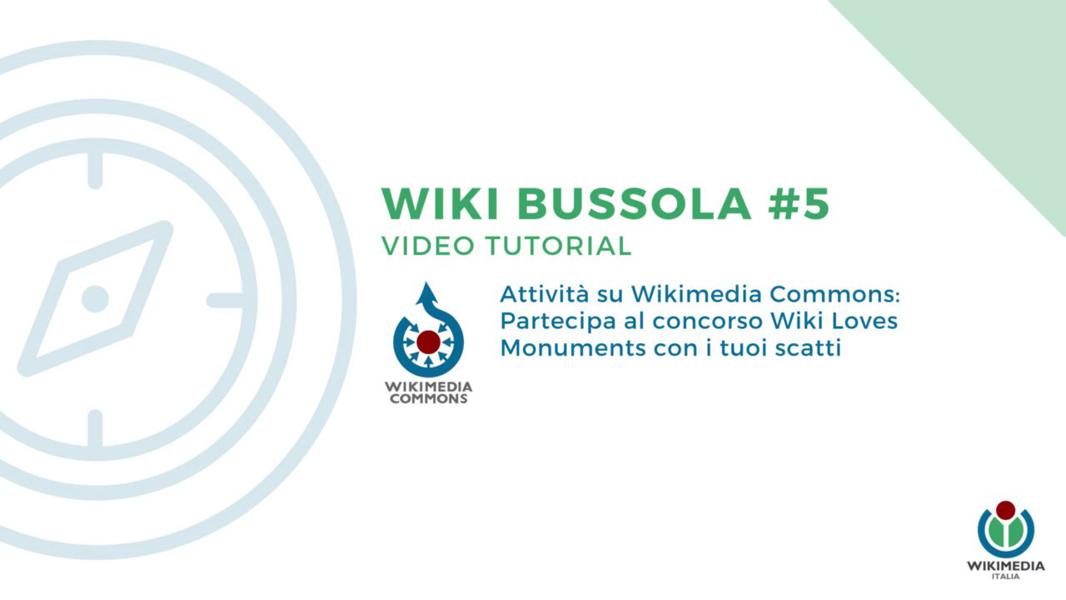 WIKI BUSSOLA #5
VIDEO TUTORIAL
Attività su Wikimedia Commons:
Partecipa al concorso Wiki Loves
Monuments con i tuoi scatti
WIKIMEDIA
COMMONS
WIKIMEDIA
ITALIA